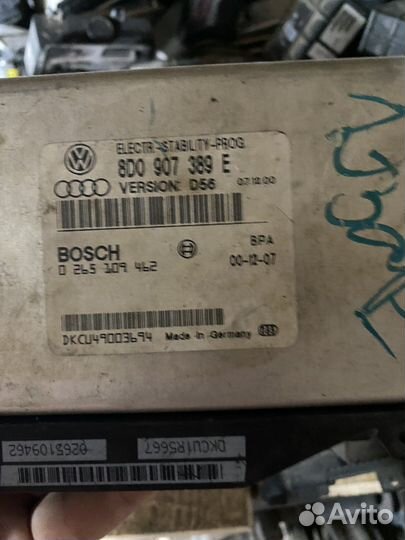 ELECTR.-STABILITY-PROG.
8D0 907 389 E
VERSION: D56 07.12.00
BOSCH BPA
0 265 109 462 00-12-07
DKCU49003694 Made in Germany
0265109462 DKCU1R5667
Avito